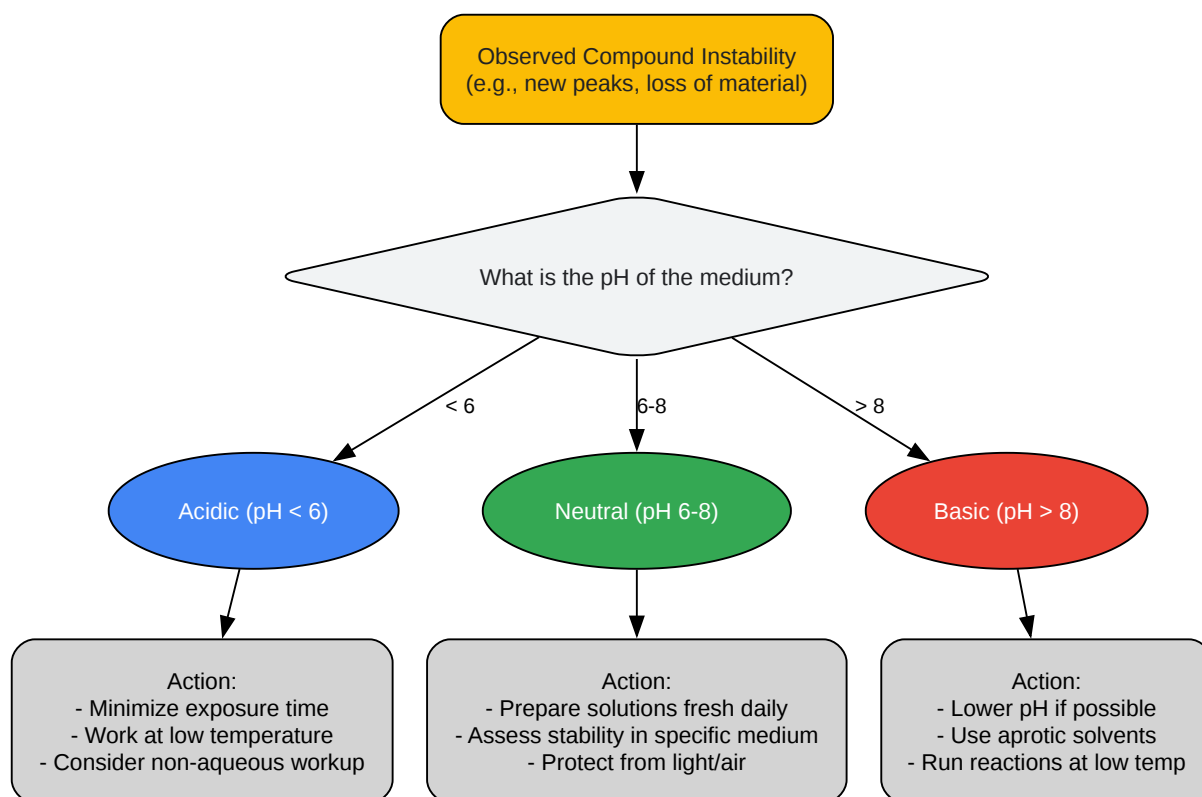 Observed Compound Instability
(e.g., new peaks, loss of material)
What is the pH of the medium?
< 6
6-8
> 8
Acidic (pH < 6)
Neutral (pH 6-8)
Basic (pH > 8)
Action:
- Minimize exposure time
- Work at low temperature
- Consider non-aqueous workup
Action:
- Prepare solutions fresh daily
- Assess stability in specific medium
- Protect from light/air
Action:
- Lower pH if possible
- Use aprotic solvents
- Run reactions at low temp